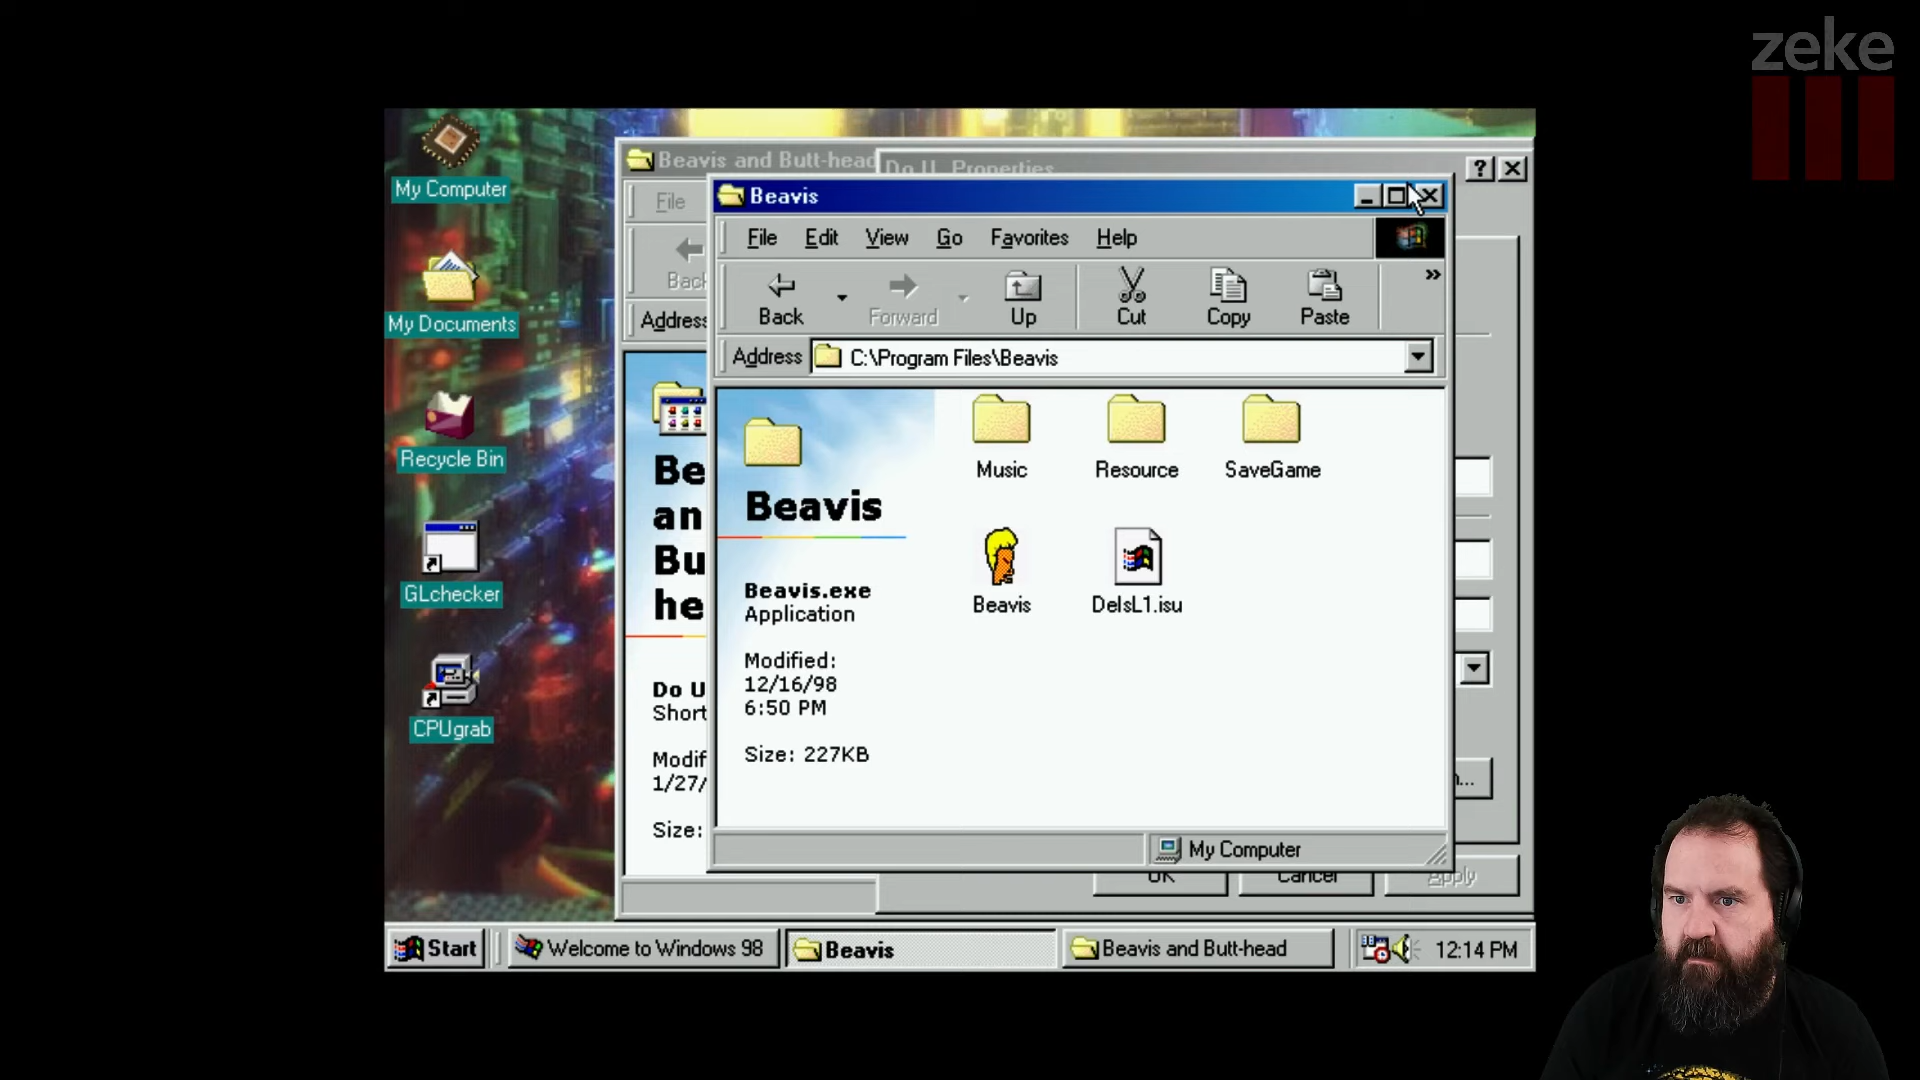 zeke
My Computer
My Documents
Recycle Bin
GLchecker
CPUgrab
Beavis and Butt-head
Do U Properties
File
Back
Address
Be
an
Bu
he
Do U
Short
Modif
1/27/
Size:
Beavis
File Edit View Go Favorites Help
Back Forward Up Cut Copy Paste »
Address C:\Program Files\Beavis
Beavis
Beavis.exe
Application
Modified:
12/16/98
6:50 PM
Size: 227KB
Music Resource SaveGame
Beavis DeIsL1.isu
My Computer
OK Cancel Apply
Start Welcome to Windows 98 Beavis Beavis and Butt-head 12:14 PM